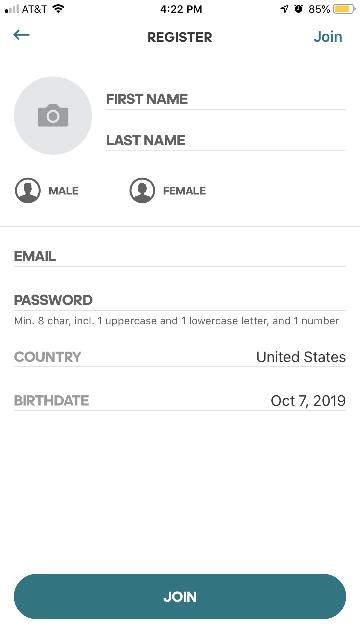 AT&T 4:22 PM 85%
REGISTER Join
FIRST NAME
LAST NAME
MALE FEMALE
EMAIL
PASSWORD
Min. 8 char, incl. 1 uppercase and 1 lowercase letter, and 1 number
COUNTRY United States
BIRTHDATE Oct 7, 2019
JOIN